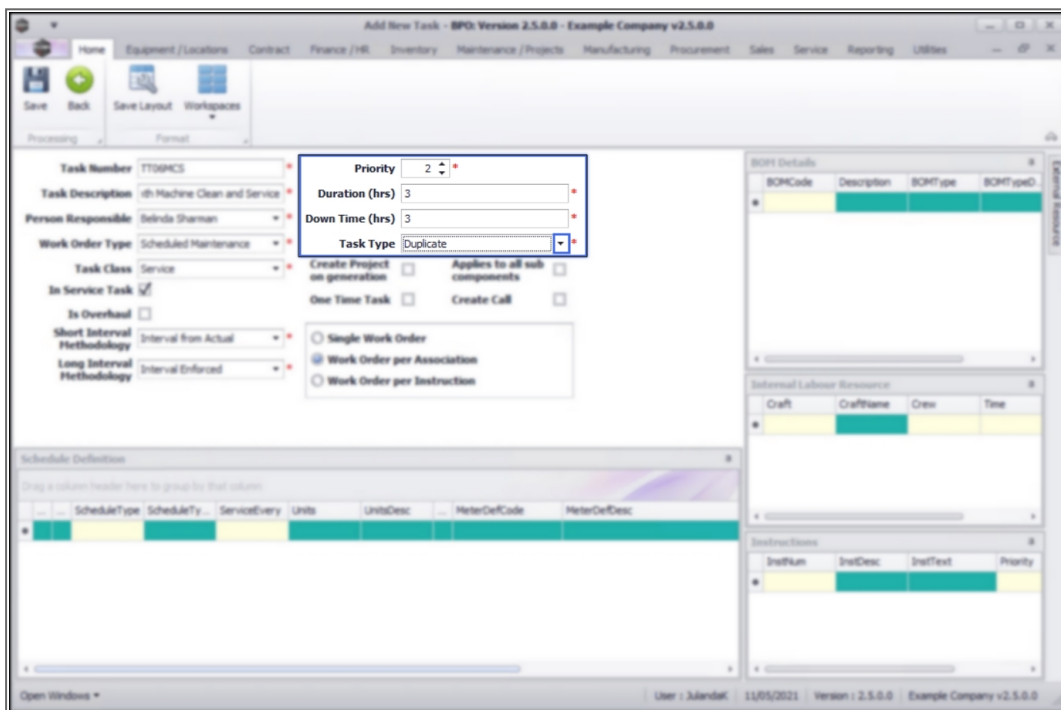 Add New Task - BPO: Version 2.5.0.0 - Example Company v2.5.0.0
Home Equipment / Locations Contract Finance / HR Inventory Maintenance / Projects Manufacturing Procurement Sales Service Reporting Utilities
Save Back Save Layout Workspaces
Processing Format
Task Number TT06MCS *
Task Description nth Machine Clean and Service *
Person Responsible Belinda Sharman *
Work Order Type Scheduled Maintenance *
Task Class Service *
In Service Task
Is Overhaul
Short Interval Methodology Interval from Actual *
Long Interval Methodology Interval Enforced *
Priority 2 *
Duration (hrs) 3 *
Down Time (hrs) 3 *
Task Type Duplicate *
Create Project on generation
Applies to all sub components
One Time Task Create Call
Single Work Order
Work Order per Association
Work Order per Instruction
BOM Details
BOMCode Description BOMType BOMTypeD
External Resource
Internal Labour Resource
Craft CraftName Crew Time
Schedule Definition
Drag a column header here to group by that column
... ... ScheduleType ScheduleTy... ServiceEvery Units UnitsDesc ... MeterDefCode MeterDefDesc
Instructions
InstNum InstDesc InstText Priority
Open Windows
User : JulandaK 11/05/2021 Version : 2.5.0.0 Example Company v2.5.0.0